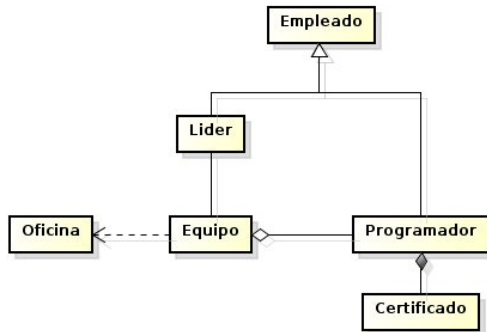 Empleado
Lider
Oficina
Equipo
Programador
Certificado